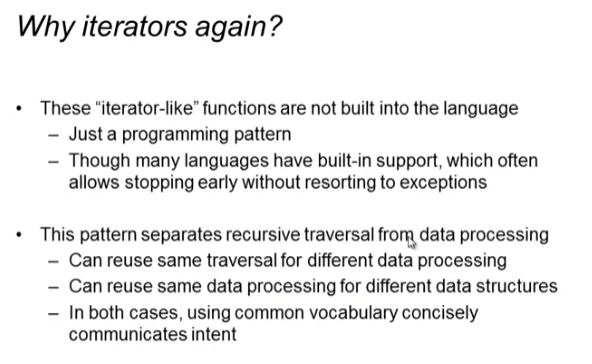 Why iterators again?
• These “iterator-like” functions are not built into the language
– Just a programming pattern
– Though many languages have built-in support, which often
allows stopping early without resorting to exceptions
• This pattern separates recursive traversal from data processing
– Can reuse same traversal for different data processing
– Can reuse same data processing for different data structures
– In both cases, using common vocabulary concisely
communicates intent